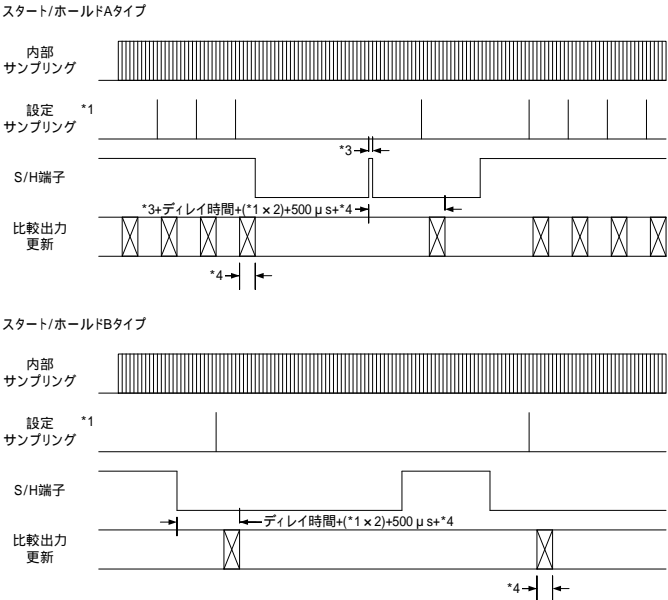 スタート/ホールドAタイプ
内部
サンプリング
設定 *1
サンプリング
*3
S/H端子
*3+ディレイ時間+(*1×2)+500μs+*4
比較出力
更新
*4
スタート/ホールドBタイプ
内部
サンプリング
設定 *1
サンプリング
S/H端子
ディレイ時間+(*1×2)+500μs+*4
比較出力
更新
*4